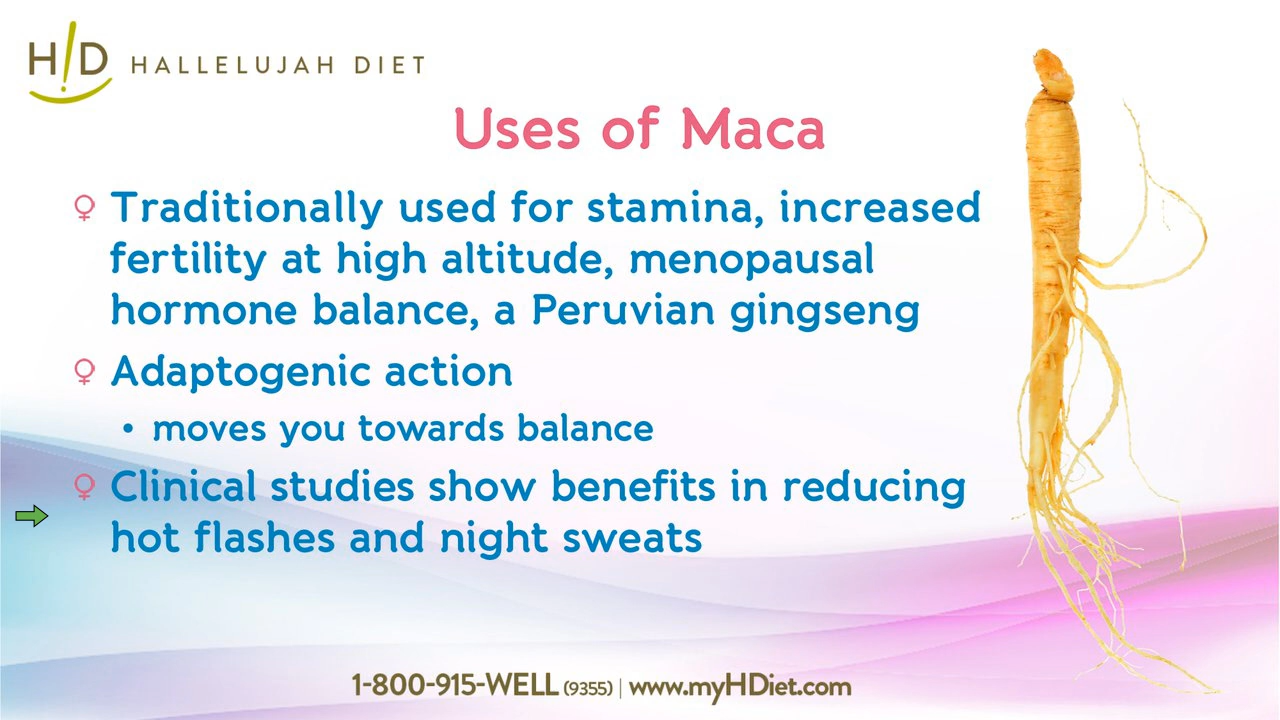 H!D HALLELUJAH DIET
Uses of Maca
♀ Traditionally used for stamina, increased
fertility at high altitude, menopausal
hormone balance, a Peruvian gingseng
♀ Adaptogenic action
• moves you towards balance
♀ Clinical studies show benefits in reducing
hot flashes and night sweats
1-800-915-WELL (9355) | www.myHDiet.com